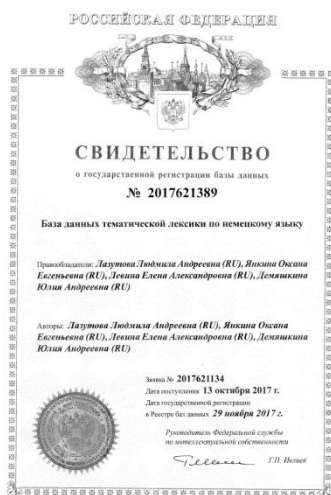 РОССИЙСКАЯ ФЕДЕРАЦИЯ
СВИДЕТЕЛЬСТВО
о государственной регистрации базы данных
№ 2017621389
База данных тематической лексики по немецкому языку
Правообладатели: Лазутова Людмила Андреевна (RU), Янкина Оксана
Евгеньевна (RU), Левина Елена Александровна (RU), Демяшкина
Юлия Андреевна (RU)
Авторы: Лазутова Людмила Андреевна (RU), Янкина Оксана
Евгеньевна (RU), Левина Елена Александровна (RU), Демяшкина
Юлия Андреевна (RU)
Заявка № 2017621134
Дата поступления 13 октября 2017 г.
Дата государственной регистрации
в Реестре баз данных 29 ноября 2017 г.
Руководитель Федеральной службы
по интеллектуальной собственности
Г.П. Ивлиев